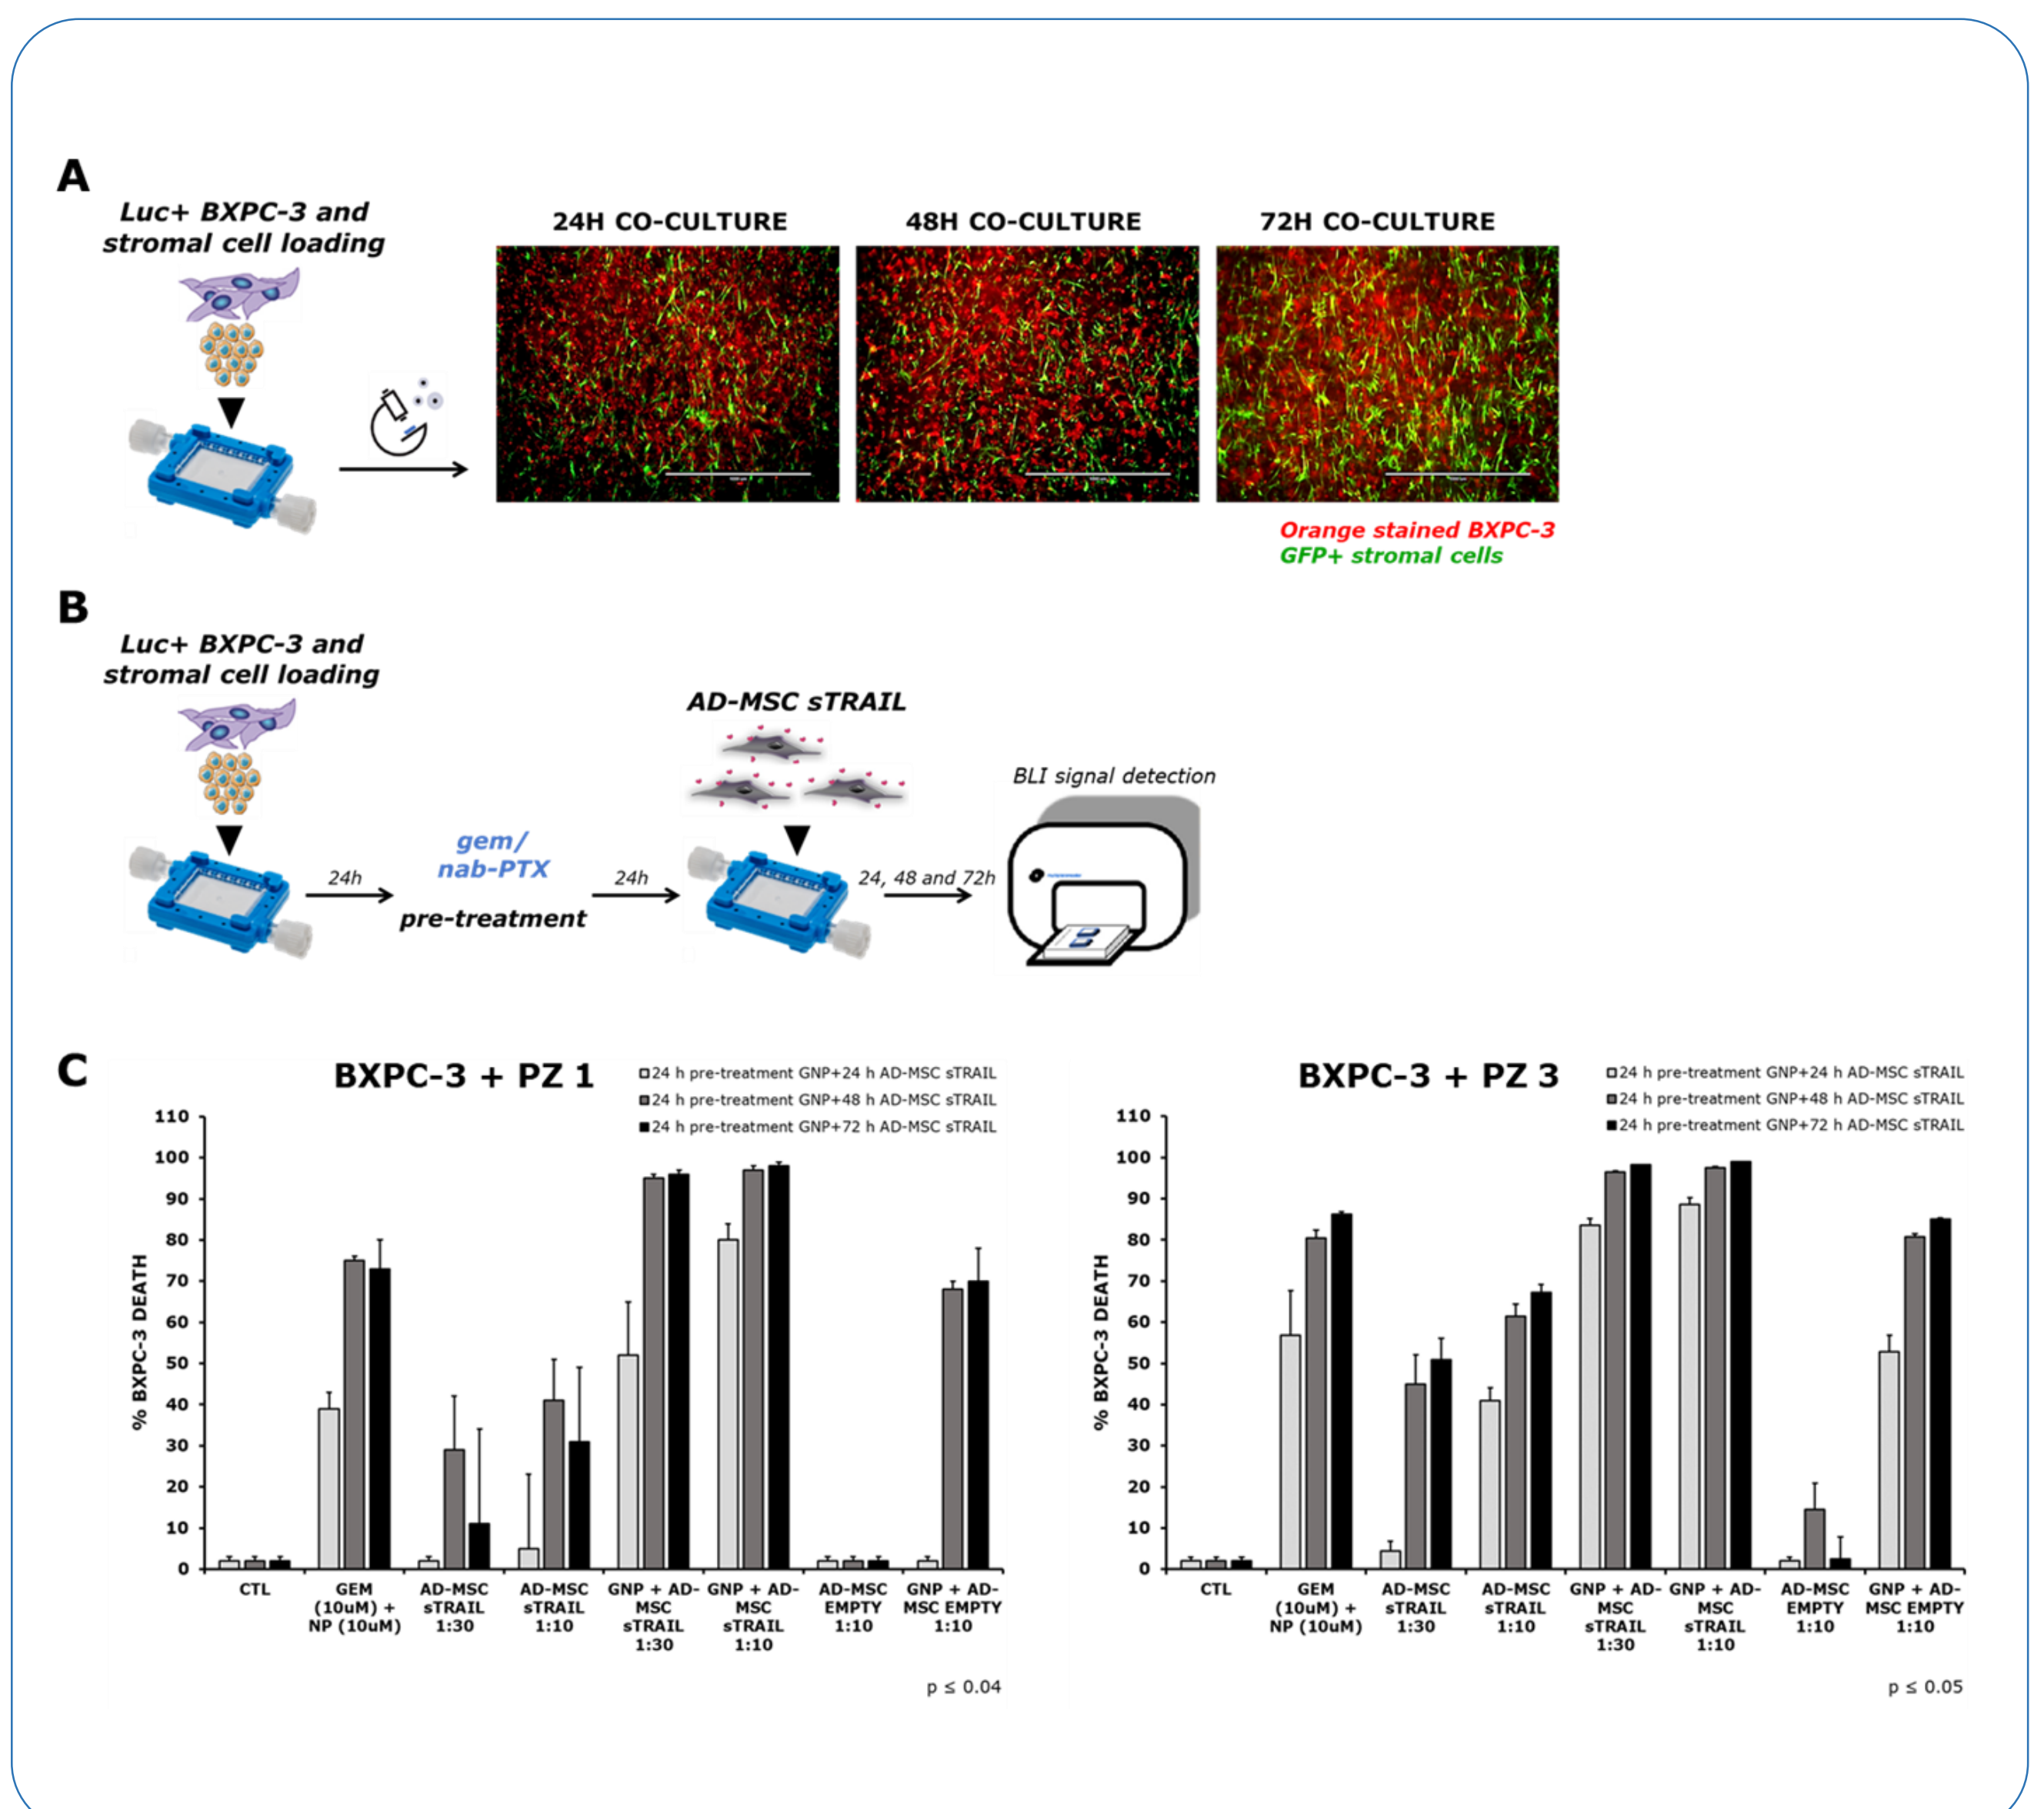 A
Luc+ BXPC-3 and
stromal cell loading
24H CO-CULTURE
48H CO-CULTURE
72H CO-CULTURE
Orange stained BXPC-3
GFP+ stromal cells
B
Luc+ BXPC-3 and
stromal cell loading
24h
gem/
nab-PTX
pre-treatment
24h
AD-MSC sTRAIL
24, 48 and 72h
BLI signal detection
C
BXPC-3 + PZ 1
24 h pre-treatment GNP+24 h AD-MSC sTRAIL
24 h pre-treatment GNP+48 h AD-MSC sTRAIL
24 h pre-treatment GNP+72 h AD-MSC sTRAIL
% BXPC-3 DEATH
110
100
90
80
70
60
50
40
30
20
10
0
CTL
GEM
(10uM) +
NP (10uM)
AD-MSC
sTRAIL
1:30
AD-MSC
sTRAIL
1:10
GNP + AD-
MSC
sTRAIL
1:30
GNP + AD-
MSC
sTRAIL
1:10
AD-MSC
EMPTY
1:10
GNP + AD-
MSC EMPTY
1:10
p ≤ 0.04
BXPC-3 + PZ 3
24 h pre-treatment GNP+24 h AD-MSC sTRAIL
24 h pre-treatment GNP+48 h AD-MSC sTRAIL
24 h pre-treatment GNP+72 h AD-MSC sTRAIL
% BXPC-3 DEATH
110
100
90
80
70
60
50
40
30
20
10
0
CTL
GEM
(10uM) +
NP (10uM)
AD-MSC
sTRAIL
1:30
AD-MSC
sTRAIL
1:10
GNP + AD-
MSC
sTRAIL
1:30
GNP + AD-
MSC
sTRAIL
1:10
AD-MSC
EMPTY
1:10
GNP + AD-
MSC EMPTY
1:10
p ≤ 0.05